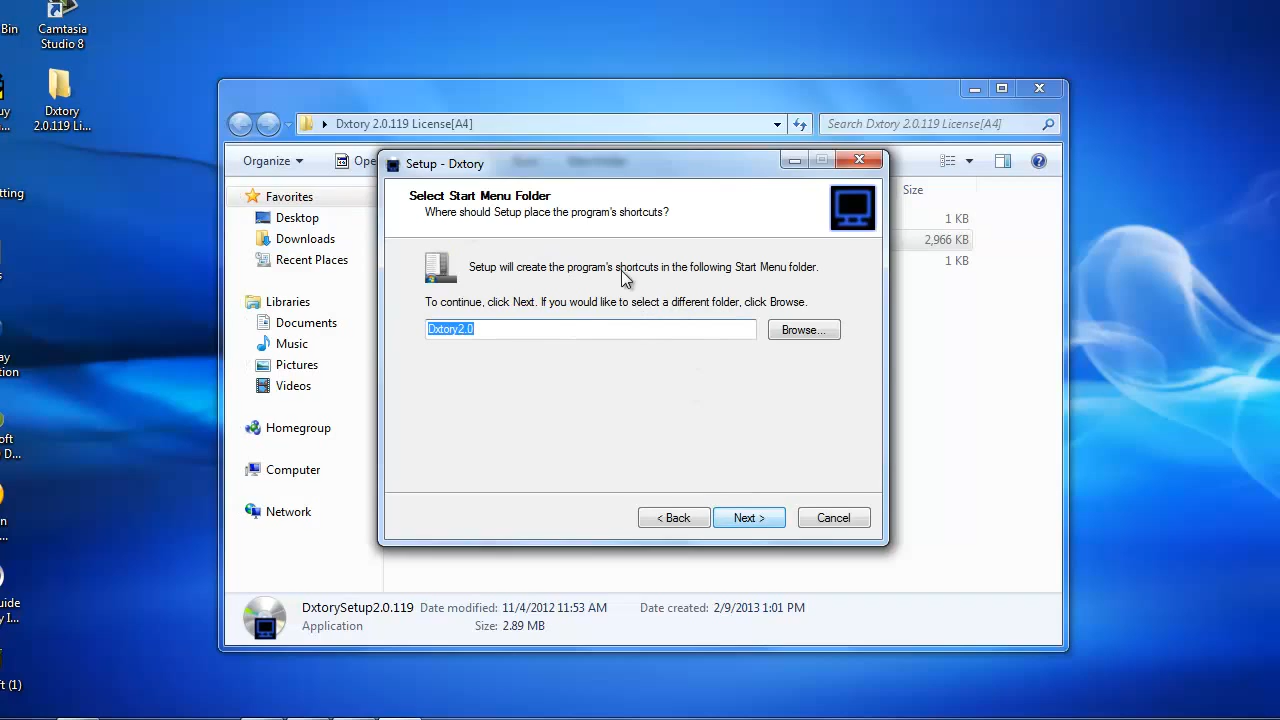 Bin
Camtasia
Studio 8
Dxtory
2.0.119 Li...
Dxtory 2.0.119 License[A4]
Search Dxtory 2.0.119 License[A4]
Organize
Setup - Dxtory
Size
Select Start Menu Folder
Where should Setup place the program's shortcuts?
Favorites
Desktop
Downloads
Recent Places
1 KB
2,966 KB
1 KB
Setup will create the program's shortcuts in the following Start Menu folder.
To continue, click Next. If you would like to select a different folder, click Browse.
Dxtory2.0
Browse...
Libraries
Documents
Music
Pictures
Videos
Homegroup
Computer
Network
< Back
Next >
Cancel
DxtorySetup2.0.119
Date modified: 11/4/2012 11:53 AM
Date created: 2/9/2013 1:01 PM
Application
Size: 2.89 MB